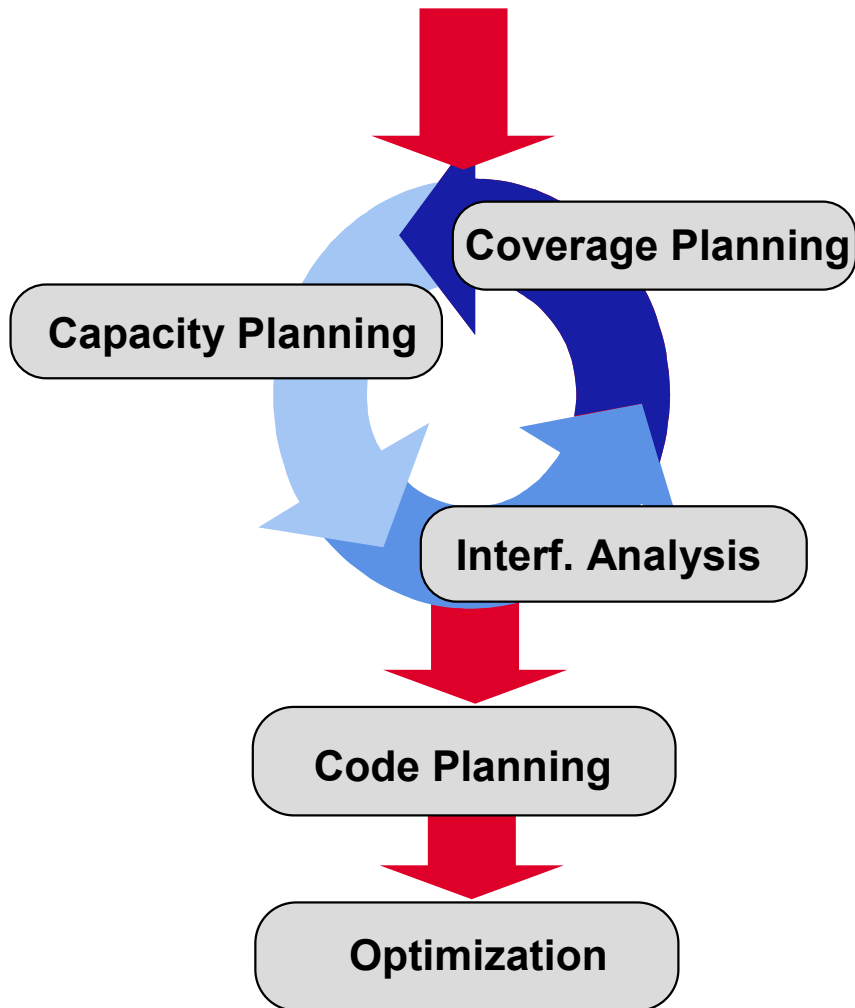 Coverage Planning
Capacity Planning
Interf. Analysis
Code Planning
Optimization